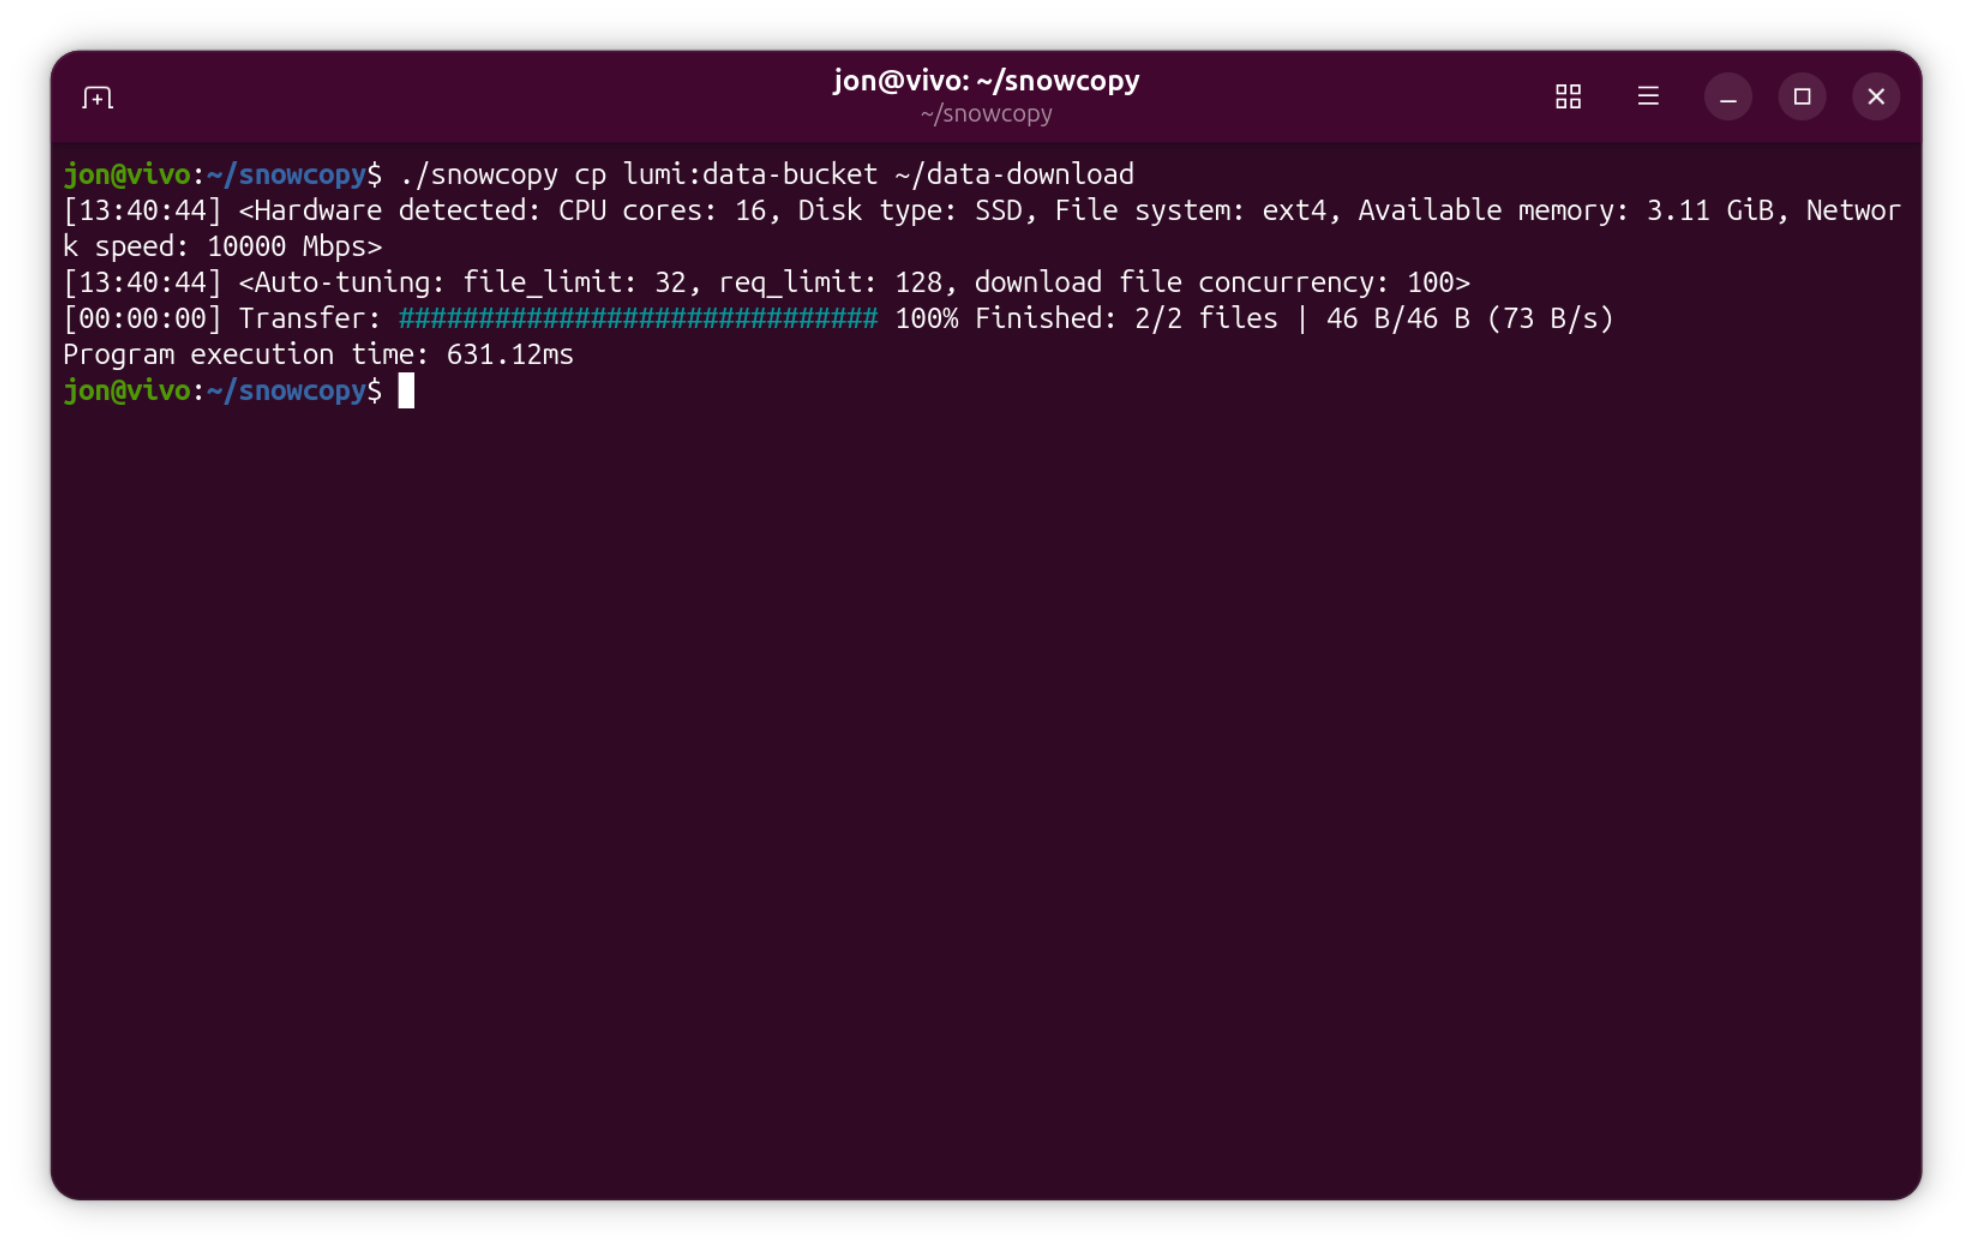 jon@vivo: ~/snowcopy
~/snowcopy
jon@vivo:~/snowcopy$ ./snowcopy cp lumi:data-bucket ~/data-download
[13:40:44] <Hardware detected: CPU cores: 16, Disk type: SSD, File system: ext4, Available memory: 3.11 GiB, Networ
k speed: 10000 Mbps>
[13:40:44] <Auto-tuning: file_limit: 32, req_limit: 128, download file concurrency: 100>
[00:00:00] Transfer: ############################## 100% Finished: 2/2 files | 46 B/46 B (73 B/s)
Program execution time: 631.12ms
jon@vivo:~/snowcopy$